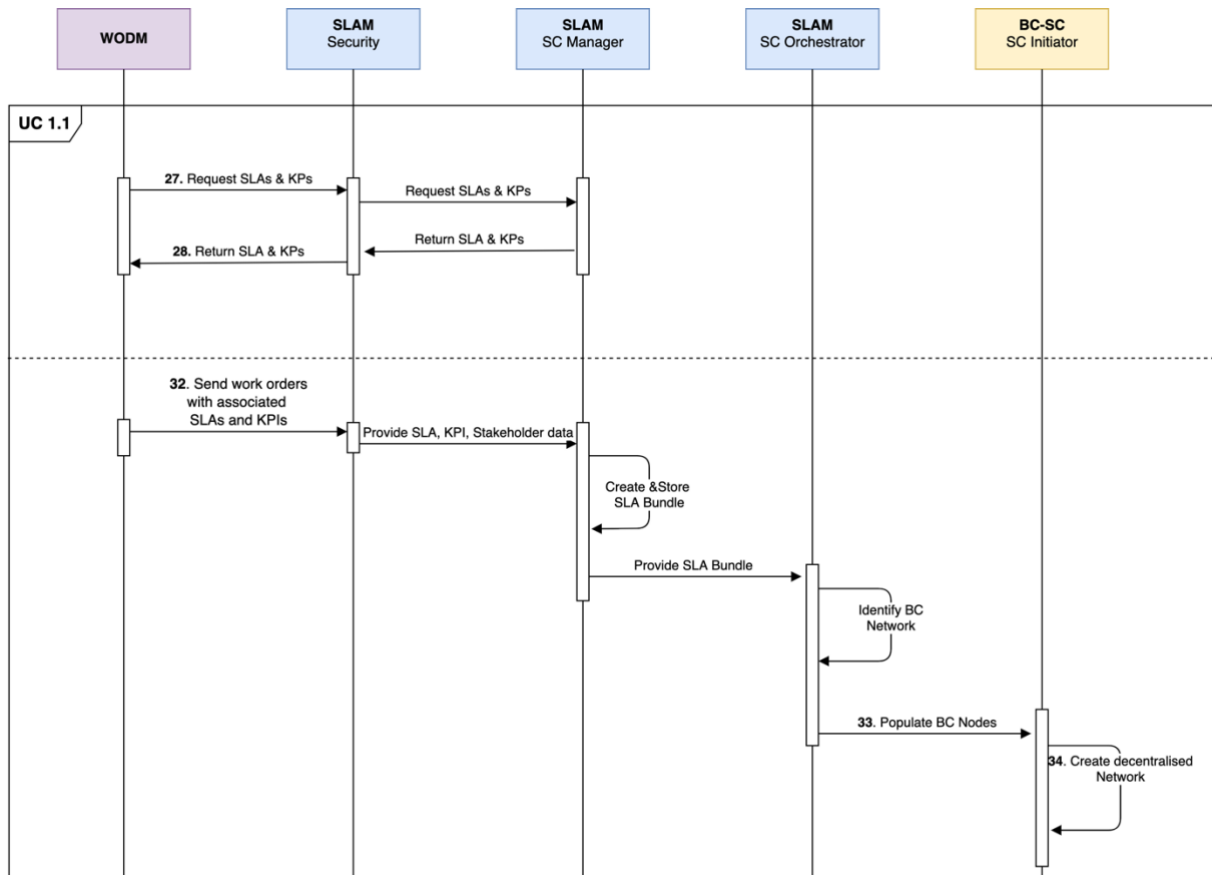 WODM
SLAM
Security
SLAM
SC Manager
SLAM
SC Orchestrator
BC-SC
SC Initiator
UC 1.1
27. Request SLAs & KPs
Request SLAs & KPs
Return SLA & KPs
28. Return SLA & KPs
32. Send work orders
with associated
SLAs and KPIs
Provide SLA, KPI, Stakeholder data
Create &Store
SLA Bundle
Provide SLA Bundle
Identify BC
Network
33. Populate BC Nodes
34. Create decentralised
Network